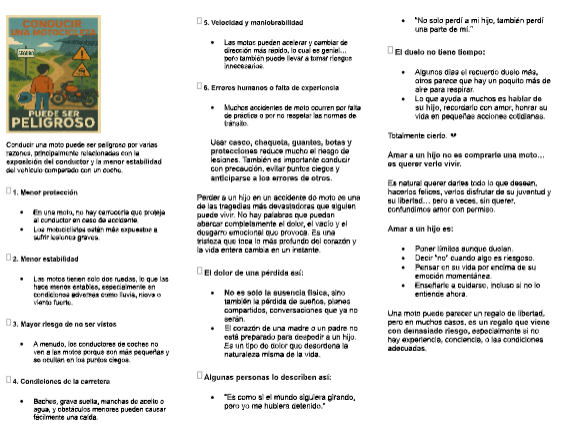 CONDUCIR
UNA MOTOCICLETA
PUEDE SER
PELIGROSO
Conducir una moto puede ser peligroso por varias
razones, principalmente relacionadas con la
exposición del conductor y la menor estabilidad
del vehículo comparado con un coche.
1. Menor protección
• En una moto, no hay carrocería que proteja
al conductor en caso de accidente.
• Los motociclistas están más expuestos a
sufrir lesiones graves.
2. Menor estabilidad
• Las motos tienen solo dos ruedas, lo que las
hace menos estables, especialmente en
condiciones adversas como lluvia, nieve o
viento fuerte.
3. Mayor riesgo de no ser vistos
• A menudo, los conductores de coches no
ven a las motos porque son más pequeñas y
se ocultan en los puntos ciegos.
4. Condiciones de la carretera
• Baches, grava suelta, manchas de aceite o
agua, y obstáculos menores pueden causar
fácilmente una caída.
5. Velocidad y maniobrabilidad
• Las motos pueden acelerar y cambiar de
dirección más rápido, lo cual es genial...
pero también puede llevar a tomar riesgos
innecesarios.
6. Errores humanos o falta de experiencia
• Muchos accidentes de moto ocurren por falta
de práctica o por no respetar las normas de
tránsito.
Usar casco, chaqueta, guantes, botas y
protecciones reduce mucho el riesgo de
lesiones. También es importante conducir
con precaución, evitar puntos ciegos y
anticiparse a los errores de otros.
Perder a un hijo en un accidente de moto es una
de las tragedias más devastadoras que alguien
puede vivir. No hay palabras que puedan
abarcar completamente el dolor, el vacío y el
desgarro emocional que provoca. Es una
tristeza que toca lo más profundo del corazón y
la vida entera cambia en un instante.
El dolor de una pérdida así:
• No es solo la ausencia física, sino
también la pérdida de sueños, planes
compartidos, conversaciones que ya no
serán.
• El corazón de una madre o un padre no
está preparado para despedir a un hijo.
Es un tipo de dolor que desordena la
naturaleza misma de la vida.
Algunas personas lo describen así:
• "Es como si el mundo siguiera girando,
pero yo me hubiera detenido."
• "No solo perdí a mi hijo, también perdí
una parte de mí."
El duelo no tiene tiempo:
• Algunos días el recuerdo duele más,
otros parece que hay un poquito más de
aire para respirar.
• Lo que ayuda a muchos es hablar de
su hijo, recordarlo con amor, honrar su
vida en pequeñas acciones cotidianas.
Totalmente cierto. 💔
Amar a un hijo no es comprarle una moto...
es querer verlo vivir.
Es natural querer darles todo lo que desean,
hacerlos felices, verlos disfrutar de su juventud y
su libertad... pero a veces, sin querer,
confundimos amor con permiso.
Amar a un hijo es:
• Poner límites aunque duelan.
• Decir "no" cuando algo es riesgoso.
• Pensar en su vida por encima de su
emoción momentánea.
• Enseñarle a cuidarse, incluso si no lo
entiende ahora.
Una moto puede parecer un regalo de libertad,
pero en muchos casos, es un regalo que viene
con demasiado riesgo, especialmente si no
hay experiencia, conciencia, o las condiciones
adecuadas.